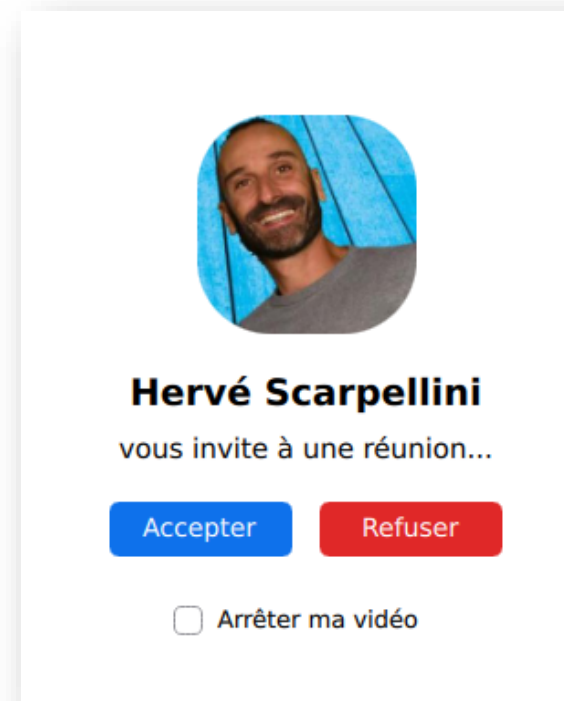 Hervé Scarpellini
vous invite à une réunion...
Accepter
Refuser
Arrêter ma vidéo